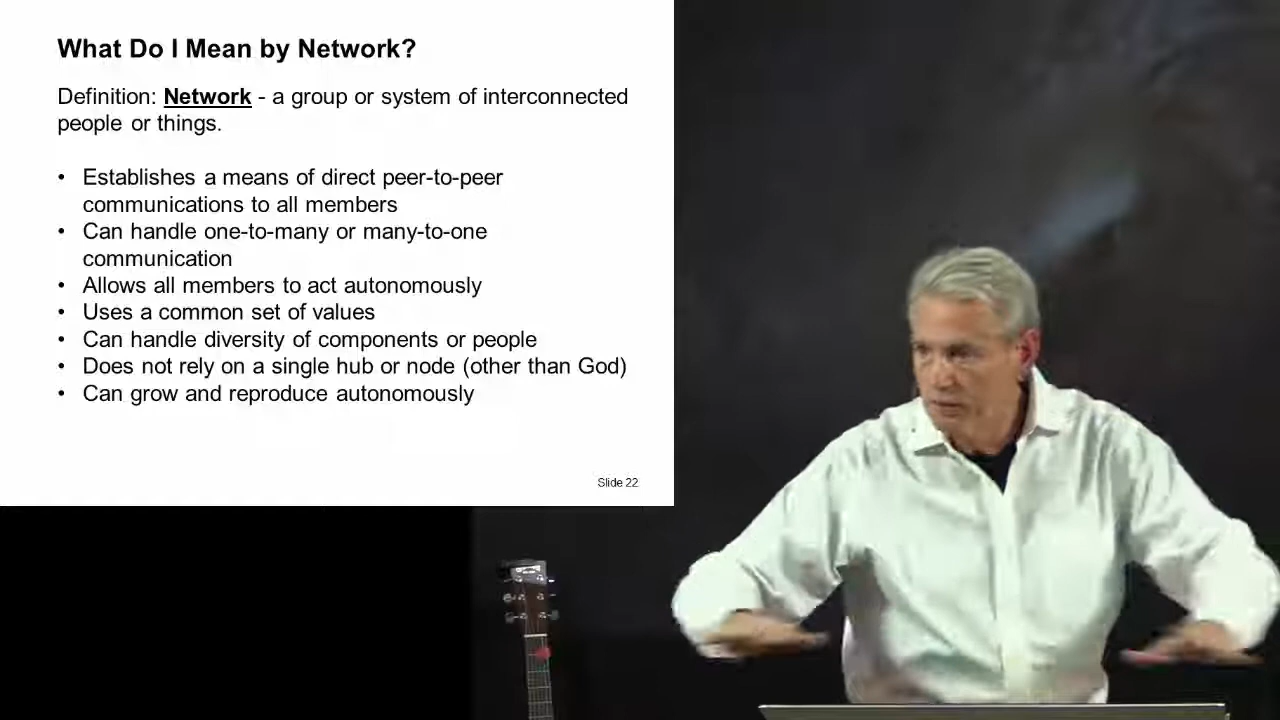 What Do I Mean by Network?
Definition: Network - a group or system of interconnected
people or things.
• Establishes a means of direct peer-to-peer
communications to all members
• Can handle one-to-many or many-to-one
communication
• Allows all members to act autonomously
• Uses a common set of values
• Can handle diversity of components or people
• Does not rely on a single hub or node (other than God)
• Can grow and reproduce autonomously
Slide 22